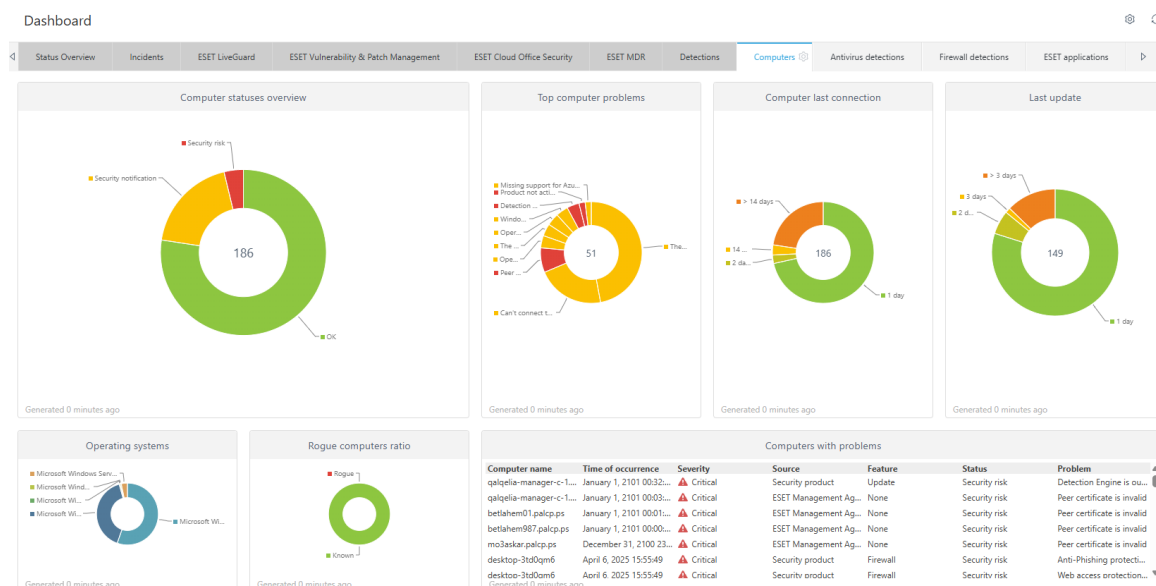 Dashboard
Status Overview
Incidents
ESET LiveGuard
ESET Vulnerability & Patch Management
ESET Cloud Office Security
ESET MDR
Detections
Computers
Antivirus detections
Firewall detections
ESET applications
Computer statuses overview
Security risk
Security notification
186
OK
Generated 0 minutes ago
Top computer problems
Missing support for Azu...
Product not acti...
Detection ...
Windo...
Oper...
The ...
Ope...
Peer ...
Can't connect t...
51
The...
Generated 0 minutes ago
Computer last connection
> 14 days
14 ...
2 da...
186
1 day
Generated 0 minutes ago
Last update
> 3 days
3 days
2 d...
149
1 day
Generated 0 minutes ago
Operating systems
Microsoft Windows Serv...
Microsoft Wind...
Microsoft Wi...
Microsoft Wi...
Microsoft Wi...
Generated 0 minutes ago
Rogue computers ratio
Rogue
Known
Generated 0 minutes ago
Computers with problems
Computer name Time of occurrence Severity Source Feature Status Problem
qalqelia-manager-c-1... January 1, 2101 00:32:... Critical Security product Update Security risk Detection Engine is ou...
qalqelia-manager-c-1... January 1, 2101 00:03:... Critical ESET Management Ag... None Security risk Peer certificate is invalid
betlahem01.palcp.ps January 1, 2101 00:01:... Critical ESET Management Ag... None Security risk Peer certificate is invalid
betlahem987.palcp.ps January 1, 2101 00:00:... Critical ESET Management Ag... None Security risk Peer certificate is invalid
mo3askar.palcp.ps December 31, 2100 23... Critical ESET Management Ag... None Security risk Peer certificate is invalid
desktop-3td0qm6 April 6, 2025 15:55:49 Critical Security product Firewall Security risk Anti-Phishing protecti...
desktop-3td0qm6 April 6, 2025 15:55:49 Critical Security product Firewall Security risk Web access protection...
Generated 0 minutes ago